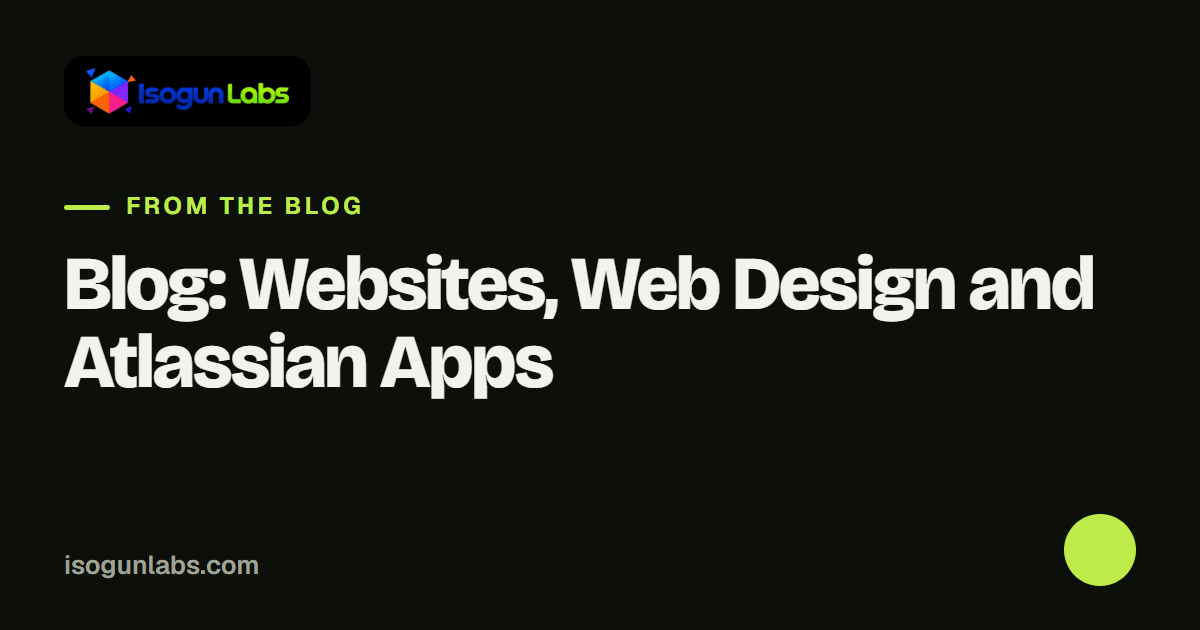 Isogun Labs
FROM THE BLOG
Blog: Websites, Web Design and
Atlassian Apps
isogunlabs.com